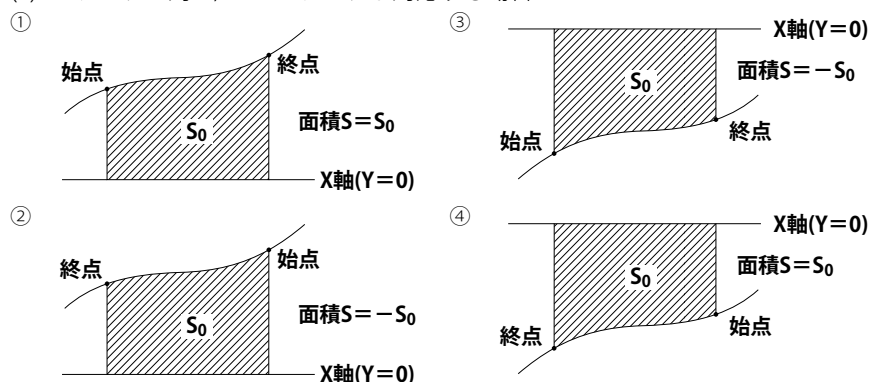 ①
始点
終点
S₀
面積S＝S₀
X軸(Y＝0)
②
終点
始点
S₀
面積S＝－S₀
X軸(Y＝0)
③
X軸(Y＝0)
S₀
面積S＝－S₀
始点
終点
④
X軸(Y＝0)
S₀
面積S＝S₀
終点
始点